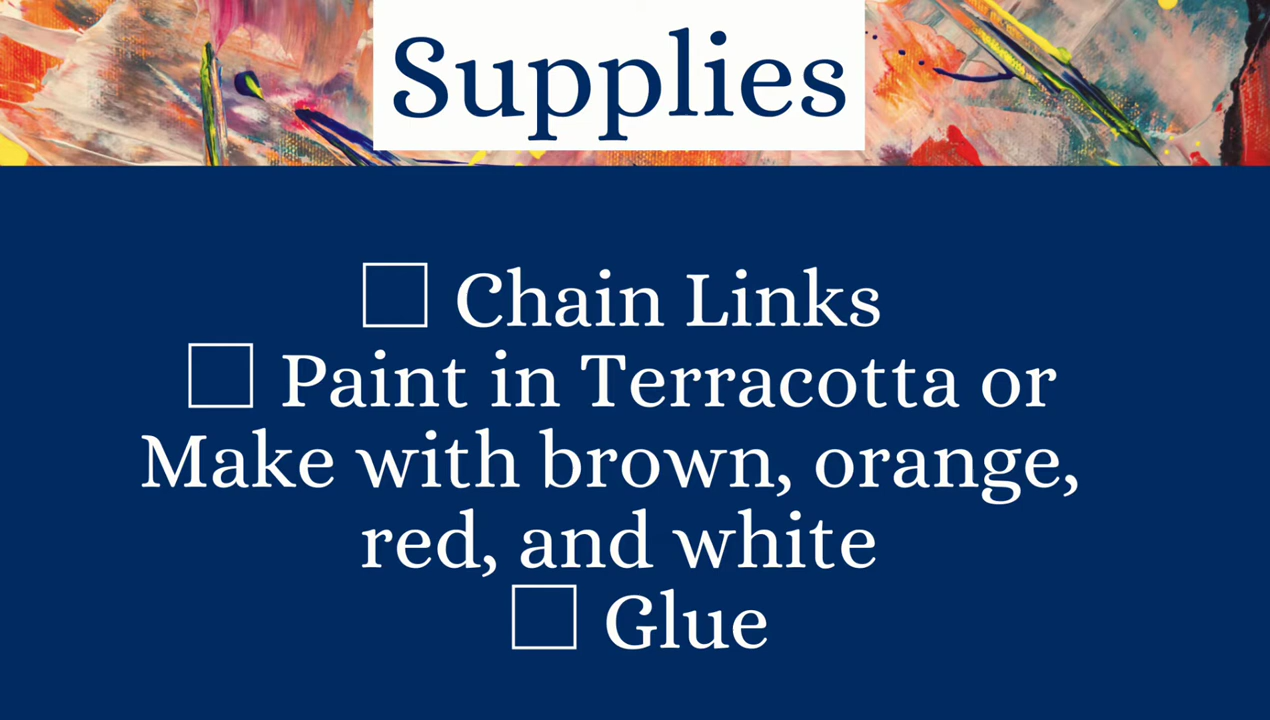 Supplies
☐ Chain Links
☐ Paint in Terracotta or
Make with brown, orange,
red, and white
☐ Glue